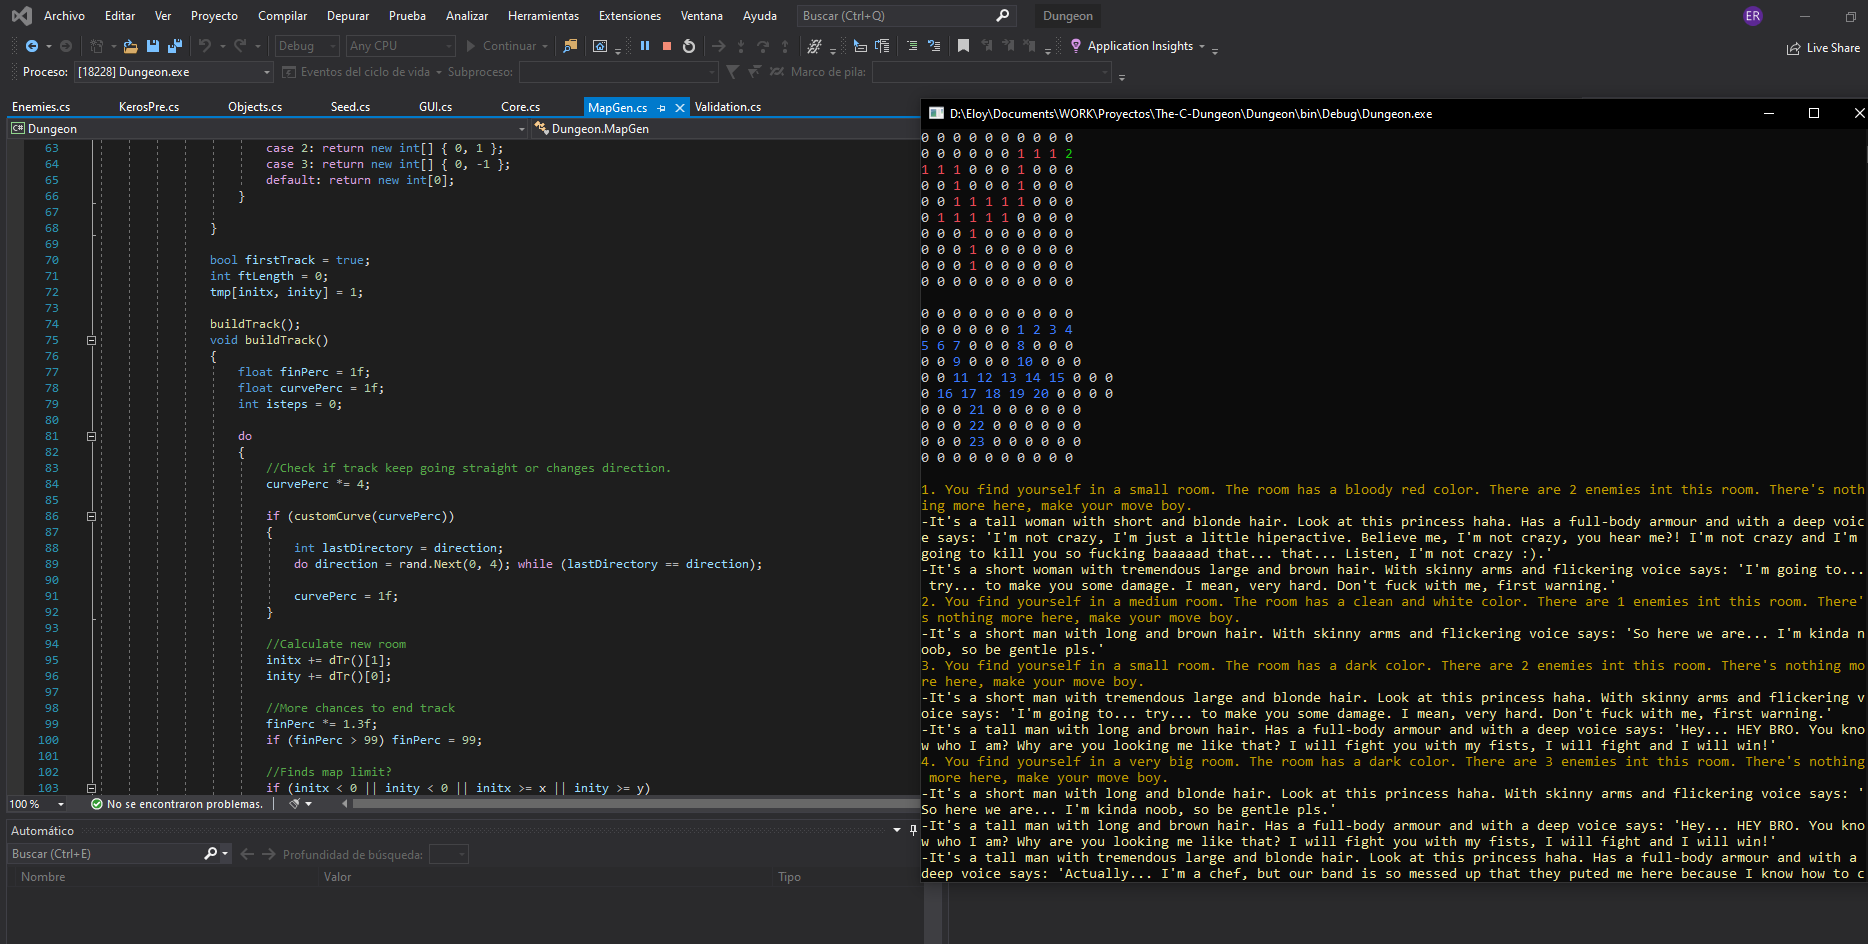 Archivo Editar Ver Proyecto Compilar Depurar Prueba Analizar Herramientas Extensiones Ventana Ayuda Buscar (Ctrl+Q) Dungeon ER
Debug Any CPU Continuar Application Insights Live Share
Proceso: [18228] Dungeon.exe Eventos del ciclo de vida Subproceso: Marco de pila:
Enemies.cs KerosPre.cs Objects.cs Seed.cs GUI.cs Core.cs MapGen.cs Validation.cs
C# Dungeon Dungeon.MapGen
63 case 2: return new int[] { 0, 1 };
64 case 3: return new int[] { 0, -1 };
65 default: return new int[0];
66 }
67
68 }
69
70 bool firstTrack = true;
71 int ftLength = 0;
72 tmp[initx, inity] = 1;
73
74 buildTrack();
75 void buildTrack()
76 {
77 float finPerc = 1f;
78 float curvePerc = 1f;
79 int isteps = 0;
80
81 do
82 {
83 //Check if track keep going straight or changes direction.
84 curvePerc *= 4;
85
86 if (customCurve(curvePerc))
87 {
88 int lastDirectory = direction;
89 do direction = rand.Next(0, 4); while (lastDirectory == direction);
90
91 curvePerc = 1f;
92 }
93
94 //Calculate new room
95 initx += dTr()[1];
96 inity += dTr()[0];
97
98 //More chances to end track
99 finPerc *= 1.3f;
100 if (finPerc > 99) finPerc = 99;
101
102 //Finds map limit?
103 if (initx < 0 || inity < 0 || initx >= x || inity >= y)
100 % No se encontraron problemas.
Automático
Buscar (Ctrl+E) Profundidad de búsqueda:
Nombre Valor Tipo
D:\Eloy\Documents\WORK\Proyectos\The-C-Dungeon\Dungeon\bin\Debug\Dungeon.exe
0 0 0 0 0 0 0 0 0 0
0 0 0 0 0 0 1 1 1 2
1 1 1 0 0 0 1 0 0 0
0 0 1 0 0 0 1 0 0 0
0 0 1 1 1 1 1 0 0 0
0 1 1 1 1 1 0 0 0 0
0 0 0 1 0 0 0 0 0 0
0 0 0 1 0 0 0 0 0 0
0 0 0 1 0 0 0 0 0 0
0 0 0 0 0 0 0 0 0 0
0 0 0 0 0 0 0 0 0 0
0 0 0 0 0 0 1 2 3 4
5 6 7 0 0 0 8 0 0 0
0 0 9 0 0 0 10 0 0 0
0 0 11 12 13 14 15 0 0 0
0 16 17 18 19 20 0 0 0 0
0 0 0 21 0 0 0 0 0 0
0 0 0 22 0 0 0 0 0 0
0 0 0 23 0 0 0 0 0 0
0 0 0 0 0 0 0 0 0 0
1. You find yourself in a small room. The room has a bloody red color. There are 2 enemies int this room. There's noth
ing more here, make your move boy.
-It's a tall woman with short and blonde hair. Look at this princess haha. Has a full-body armour and with a deep voic
e says: 'I'm not crazy, I'm just a little hiperactive. Believe me, I'm not crazy, you hear me?! I'm not crazy and I'm
going to kill you so fucking baaaaad that... that... Listen, I'm not crazy :).'
-It's a short woman with tremendous large and brown hair. With skinny arms and flickering voice says: 'I'm going to...
try... to make you some damage. I mean, very hard. Don't fuck with me, first warning.'
2. You find yourself in a medium room. The room has a clean and white color. There are 1 enemies int this room. There'
s nothing more here, make your move boy.
-It's a short man with long and brown hair. With skinny arms and flickering voice says: 'So here we are... I'm kinda n
oob, so be gentle pls.'
3. You find yourself in a small room. The room has a dark color. There are 2 enemies int this room. There's nothing mo
re here, make your move boy.
-It's a short man with tremendous large and blonde hair. Look at this princess haha. With skinny arms and flickering v
oice says: 'I'm going to... try... to make you some damage. I mean, very hard. Don't fuck with me, first warning.'
-It's a tall man with long and brown hair. Has a full-body armour and with a deep voice says: 'Hey... HEY BRO. You kno
w who I am? Why are you looking me like that? I will fight you with my fists, I will fight and I will win!'
4. You find yourself in a very big room. The room has a dark color. There are 3 enemies int this room. There's nothing
more here, make your move boy.
-It's a short man with long and blonde hair. Look at this princess haha. With skinny arms and flickering voice says: '
So here we are... I'm kinda noob, so be gentle pls.'
-It's a tall man with long and brown hair. Has a full-body armour and with a deep voice says: 'Hey... HEY BRO. You kno
w who I am? Why are you looking me like that? I will fight you with my fists, I will fight and I will win!'
-It's a tall man with tremendous large and blonde hair. Look at this princess haha. Has a full-body armour and with a
deep voice says: 'Actually... I'm a chef, but our band is so messed up that they puted me here because I know how to c